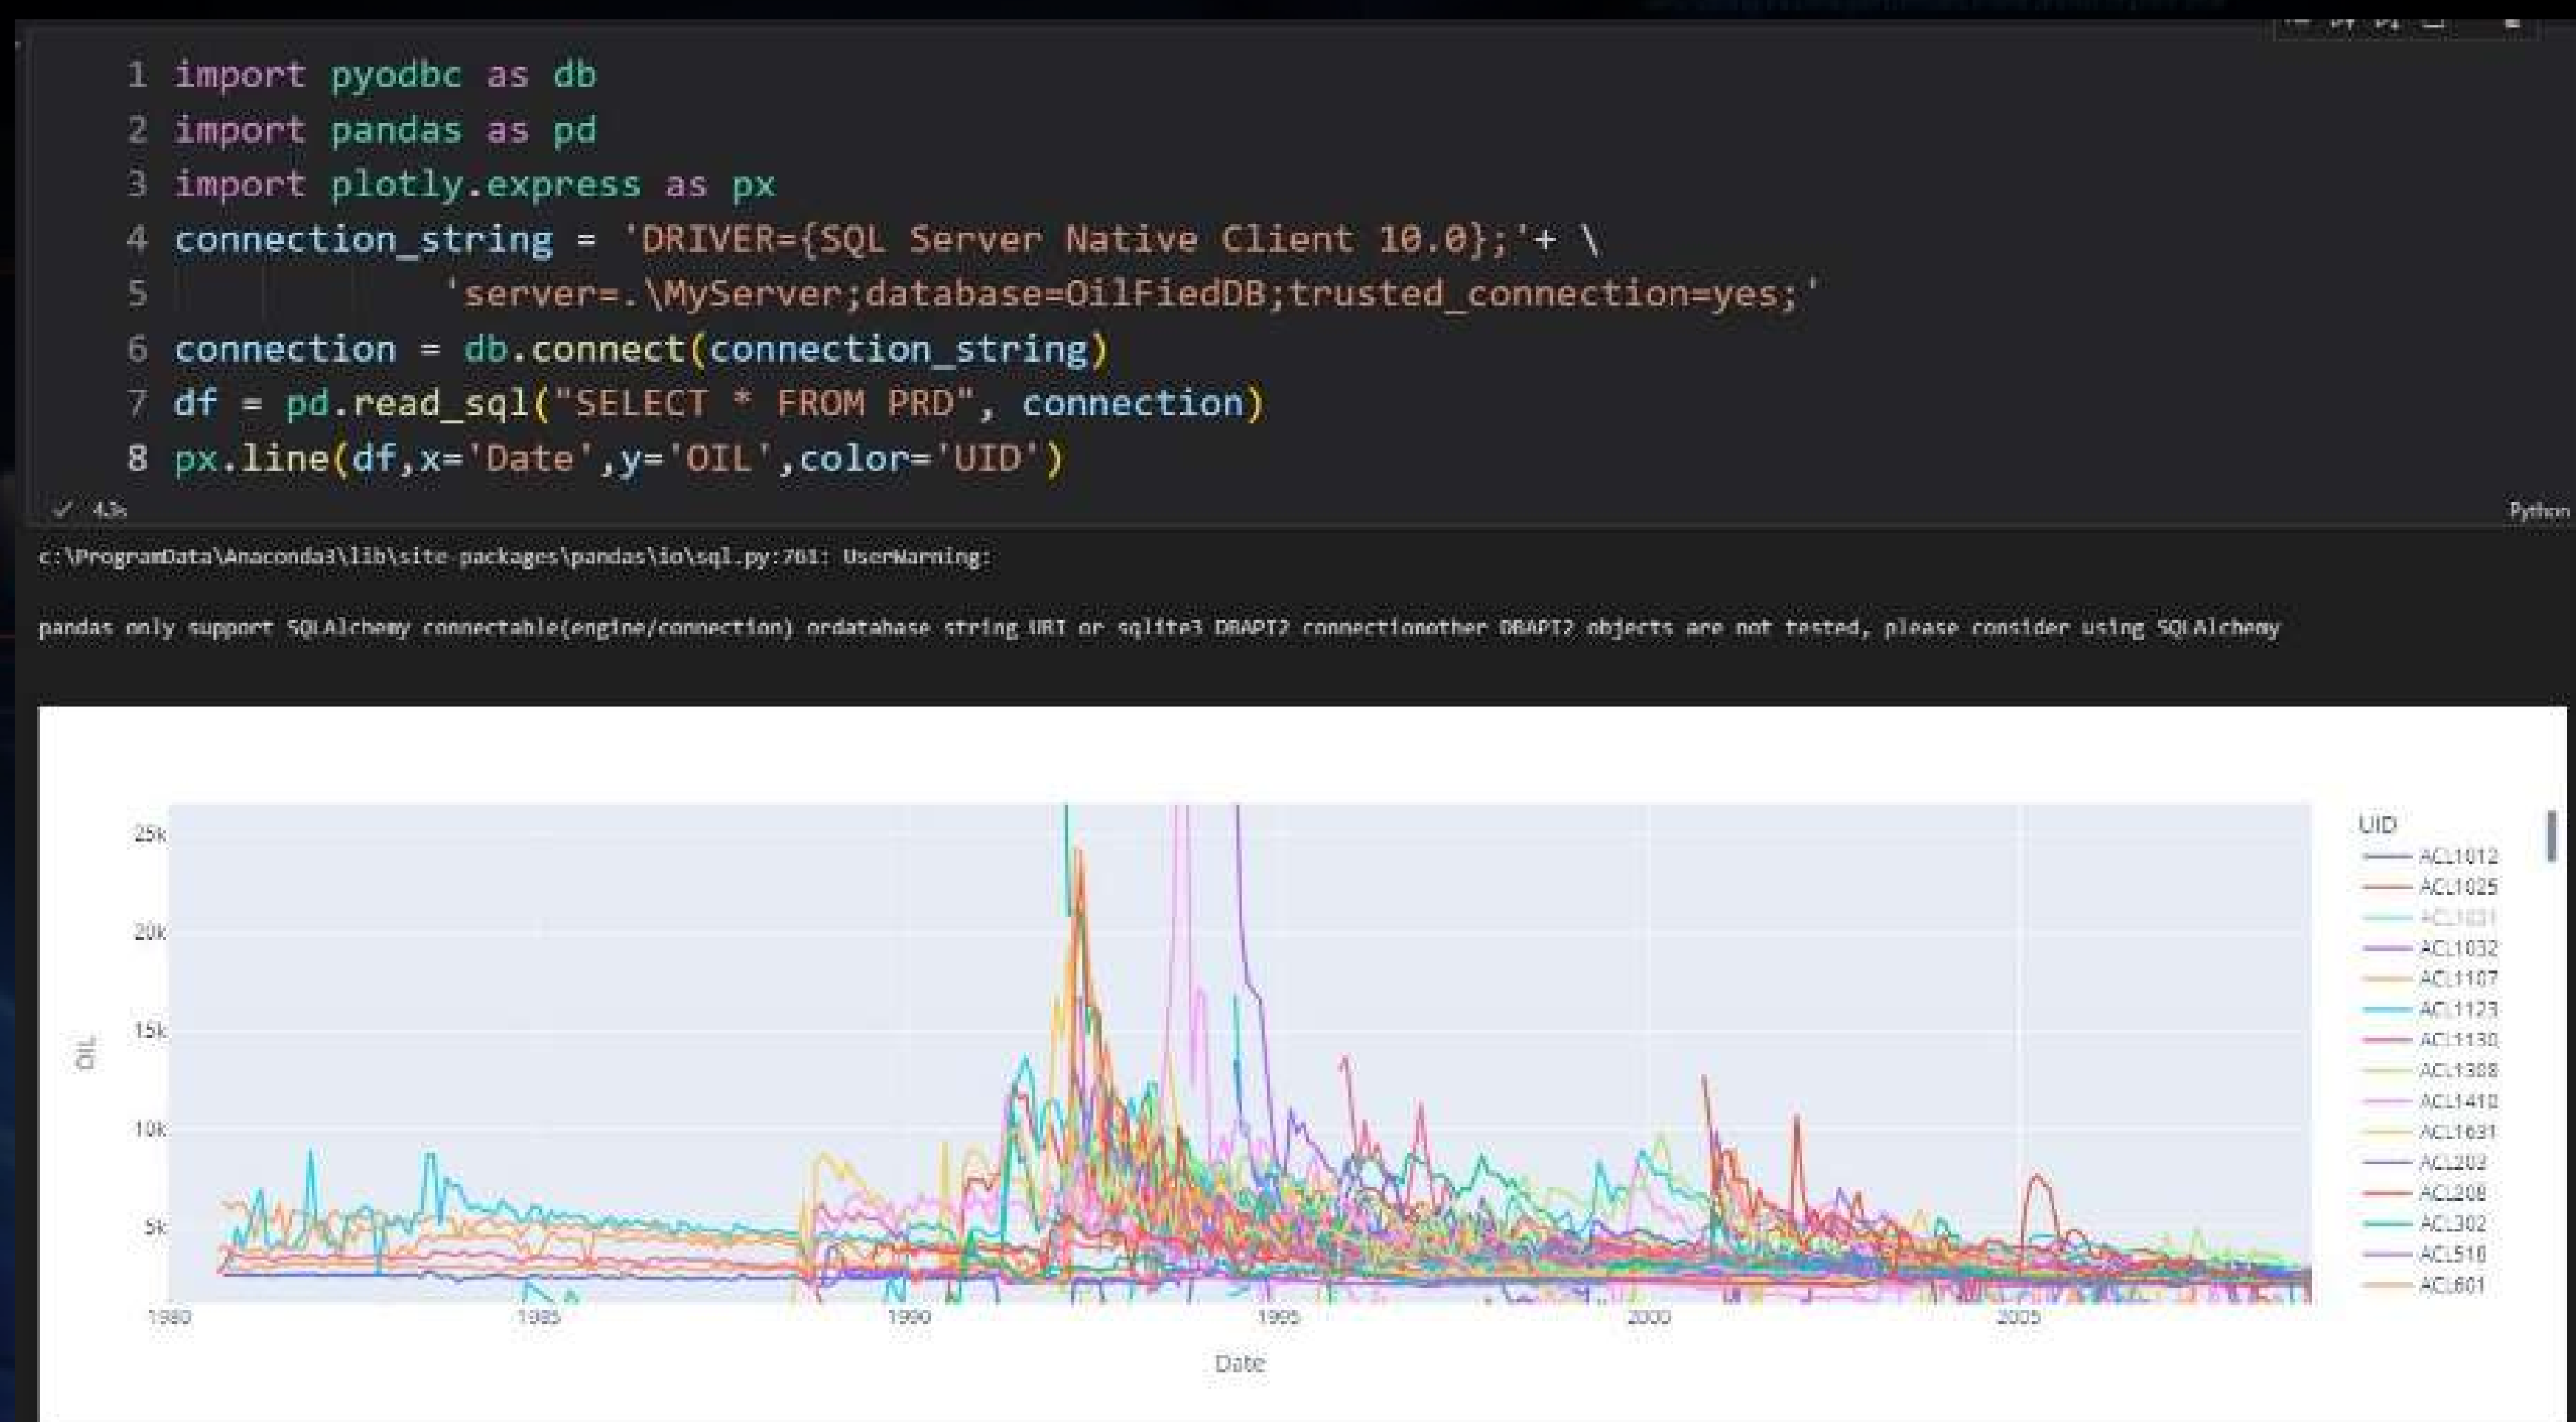 1 import pyodbc as db
2 import pandas as pd
3 import plotly.express as px
4 connection_string = 'DRIVER={SQL Server Native Client 10.0};'+ \
5 'server=.\MyServer;database=OilFiedDB;trusted_connection=yes;'
6 connection = db.connect(connection_string)
7 df = pd.read_sql("SELECT * FROM PRD", connection)
8 px.line(df,x='Date',y='OIL',color='UID')
4.3s
Python
c:\ProgramData\Anaconda3\lib\site-packages\pandas\io\sql.py:761: UserWarning:
pandas only support SQLAlchemy connectable(engine/connection) ordatabase string URI or sqlite3 DBAPI2 connectionother DBAPI2 objects are not tested, please consider using SQLAlchemy
25k
20k
15k
10k
5k
OIL
1980 1985 1990 1995 2000 2005
Date
UID
ACL1012
ACL1025
ACL1032
ACL1107
ACL1123
ACL1130
ACL1410
ACL1631
ACL203
ACL208
ACL302
ACL601